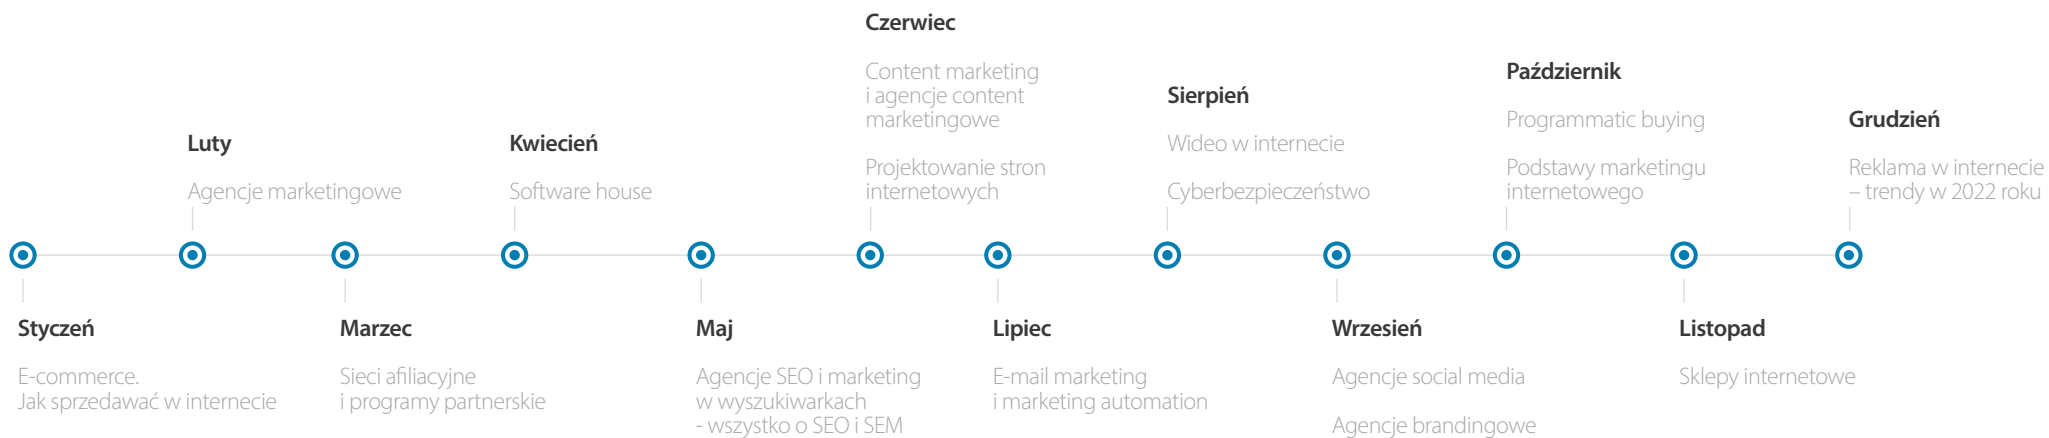 Styczeń
E-commerce.
Jak sprzedawać w internecie
Luty
Agencje marketingowe
Marzec
Sieci afiliacyjne
i programy partnerskie
Kwiecień
Software house
Maj
Agencje SEO i marketing
w wyszukiwarkach
- wszystko o SEO i SEM
Czerwiec
Content marketing
i agencje content
marketingowe
Projektowanie stron
internetowych
Lipiec
E-mail marketing
i marketing automation
Sierpień
Wideo w internecie
Cyberbezpieczeństwo
Wrzesień
Agencje social media
Agencje brandingowe
Październik
Programmatic buying
Podstawy marketingu
internetowego
Listopad
Sklepy internetowe
Grudzień
Reklama w internecie
– trendy w 2022 roku